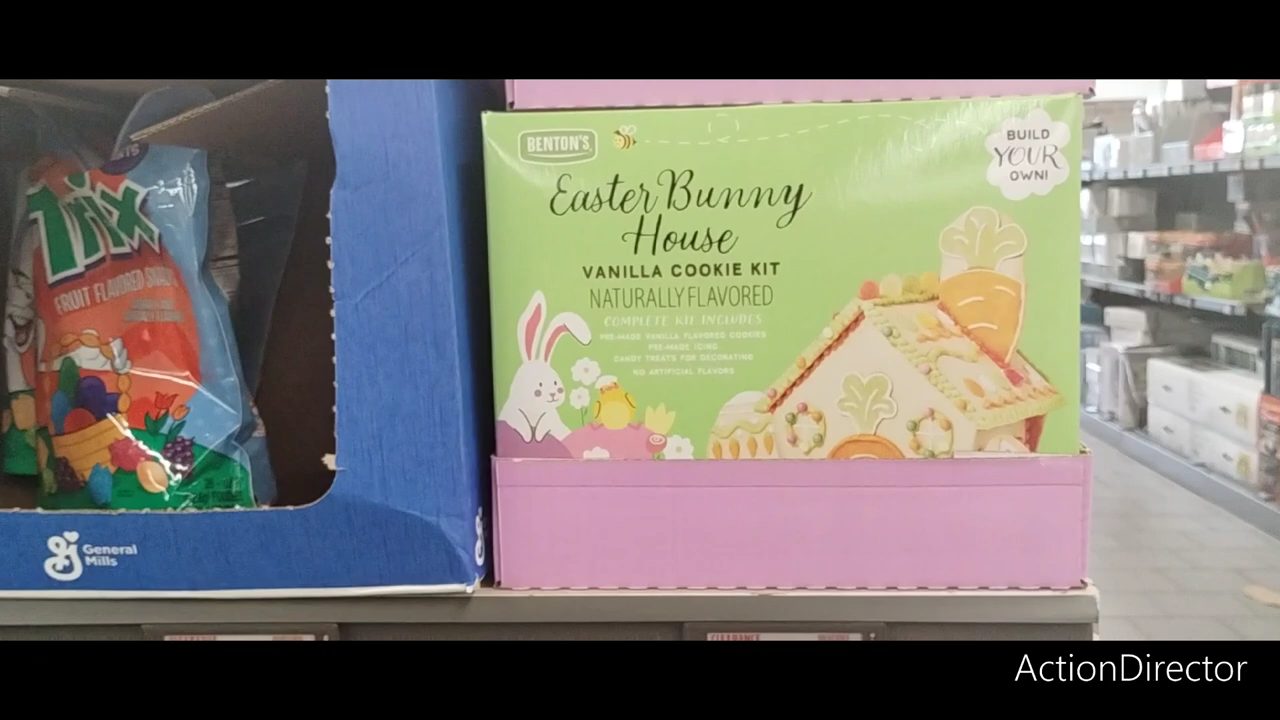 Trix
FRUIT FLAVORED
General
Mills
BENTON'S
Easter Bunny
House
VANILLA COOKIE KIT
NATURALLY FLAVORED
COMPLETE KIT INCLUDES
PRE-MADE VANILLA FLAVORED COOKIES
PRE-MADE ICING
CANDY TREATS FOR DECORATING
NO ARTIFICIAL FLAVORS
BUILD
YOUR
OWN!
CLEARANCE
ActionDirector